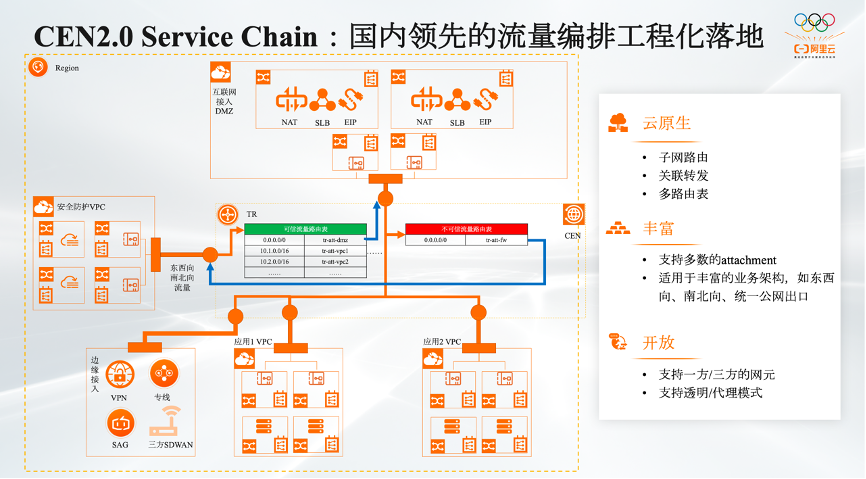 CEN2.0 Service Chain：国内领先的流量编排工程化落地
阿里云
Region
互联网
接入
DMZ
NAT
SLB
EIP
NAT
SLB
EIP
安全防护VPC
TR
CEN
可信流量路由表
0.0.0.0/0 tr-att-dmz
10.1.0.0/16 tr-att-vpc1
10.2.0.0/16 tr-att-vpc2
…… ……
……
不可信流量路由表
0.0.0.0/0 tr-att-fw
东西向
南北向
流量
边缘接入
VPN
专线
SAG
三方SDWAN
应用1 VPC
应用2 VPC
云原生
• 子网路由
• 关联转发
• 多路由表
丰富
• 支持多数的attachment
• 适用于丰富的业务架构，如东西
向、南北向、统一公网出口
开放
• 支持一方/三方的网元
• 支持透明/代理模式